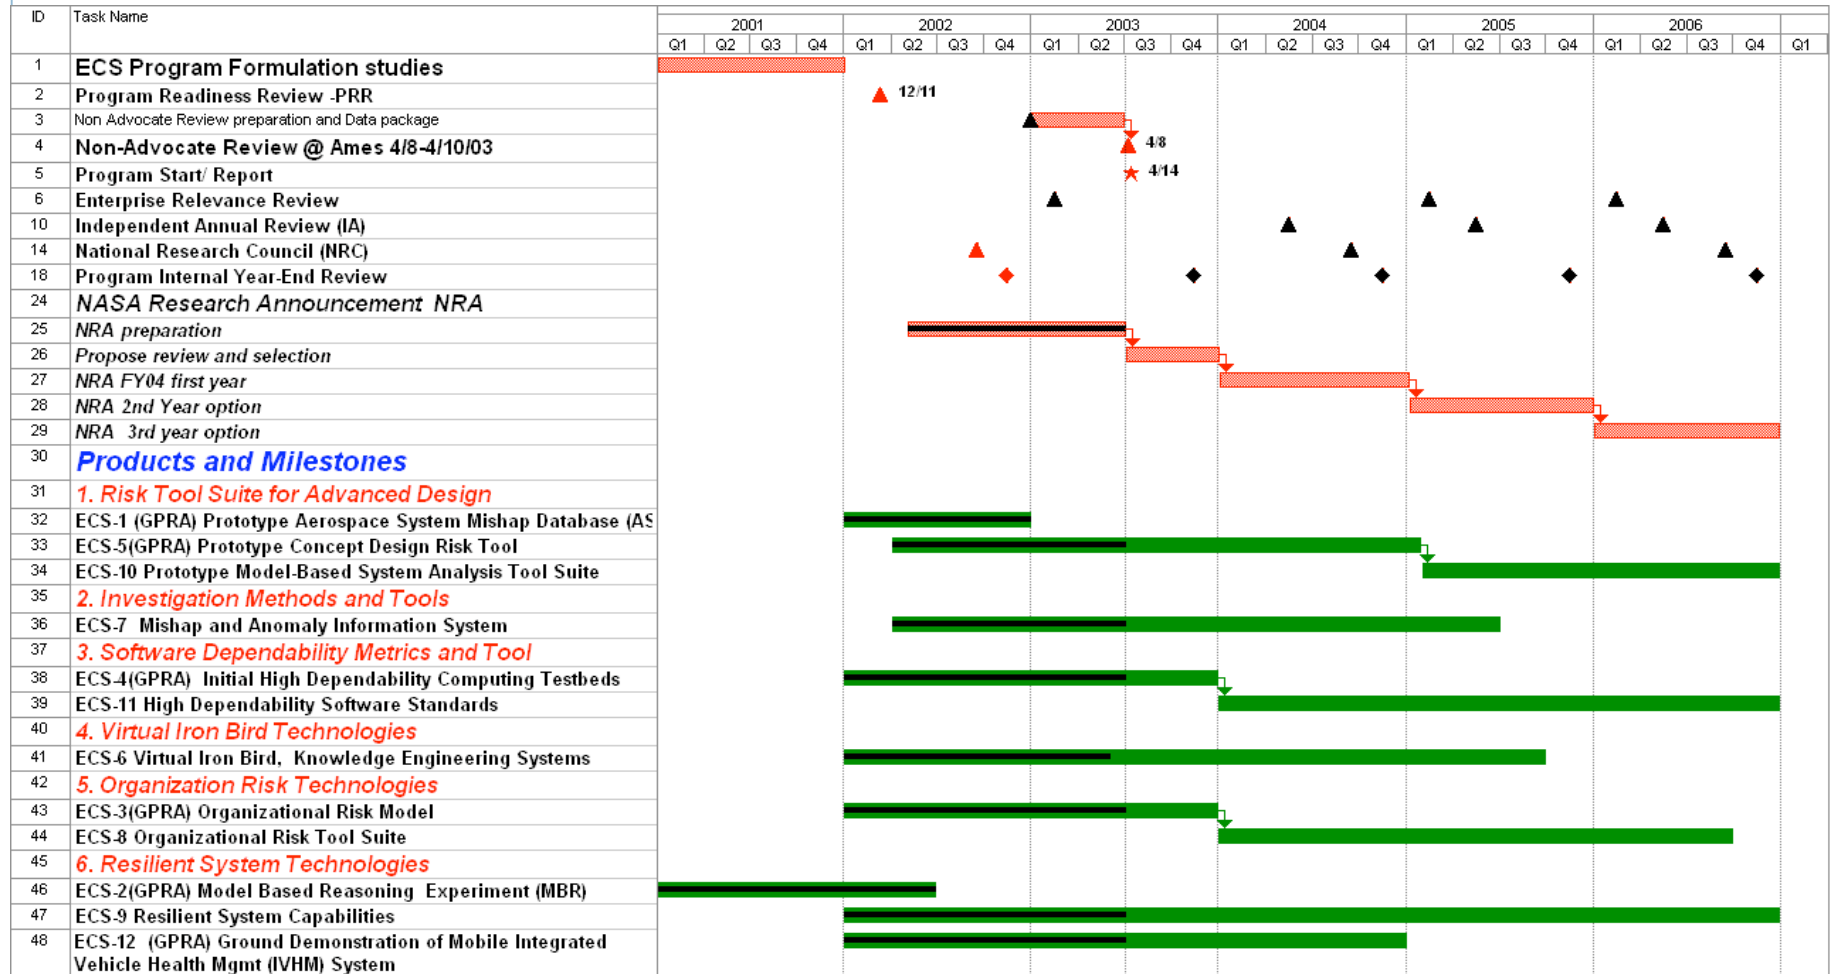 ID Task Name 2001 2002 2003 2004 2005 2006
Q1 Q2 Q3 Q4 Q1 Q2 Q3 Q4 Q1 Q2 Q3 Q4 Q1 Q2 Q3 Q4 Q1 Q2 Q3 Q4 Q1 Q2 Q3 Q4 Q1
1 ECS Program Formulation studies
2 Program Readiness Review -PRR 12/11
3 Non Advocate Review preparation and Data package
4 Non-Advocate Review @ Ames 4/8-4/10/03 4/8
5 Program Start/ Report 4/14
6 Enterprise Relevance Review
10 Independent Annual Review (IA)
14 National Research Council (NRC)
18 Program Internal Year-End Review
24 NASA Research Announcement NRA
25 NRA preparation
26 Propose review and selection
27 NRA FY04 first year
28 NRA 2nd Year option
29 NRA 3rd year option
30 Products and Milestones
31 1. Risk Tool Suite for Advanced Design
32 ECS-1 (GPRA) Prototype Aerospace System Mishap Database (AS
33 ECS-5(GPRA) Prototype Concept Design Risk Tool
34 ECS-10 Prototype Model-Based System Analysis Tool Suite
35 2. Investigation Methods and Tools
36 ECS-7 Mishap and Anomaly Information System
37 3. Software Dependability Metrics and Tool
38 ECS-4(GPRA) Initial High Dependability Computing Testbeds
39 ECS-11 High Dependability Software Standards
40 4. Virtual Iron Bird Technologies
41 ECS-6 Virtual Iron Bird, Knowledge Engineering Systems
42 5. Organization Risk Technologies
43 ECS-3(GPRA) Organizational Risk Model
44 ECS-8 Organizational Risk Tool Suite
45 6. Resilient System Technologies
46 ECS-2(GPRA) Model Based Reasoning Experiment (MBR)
47 ECS-9 Resilient System Capabilities
48 ECS-12 (GPRA) Ground Demonstration of Mobile Integrated
Vehicle Health Mgmt (IVHM) System